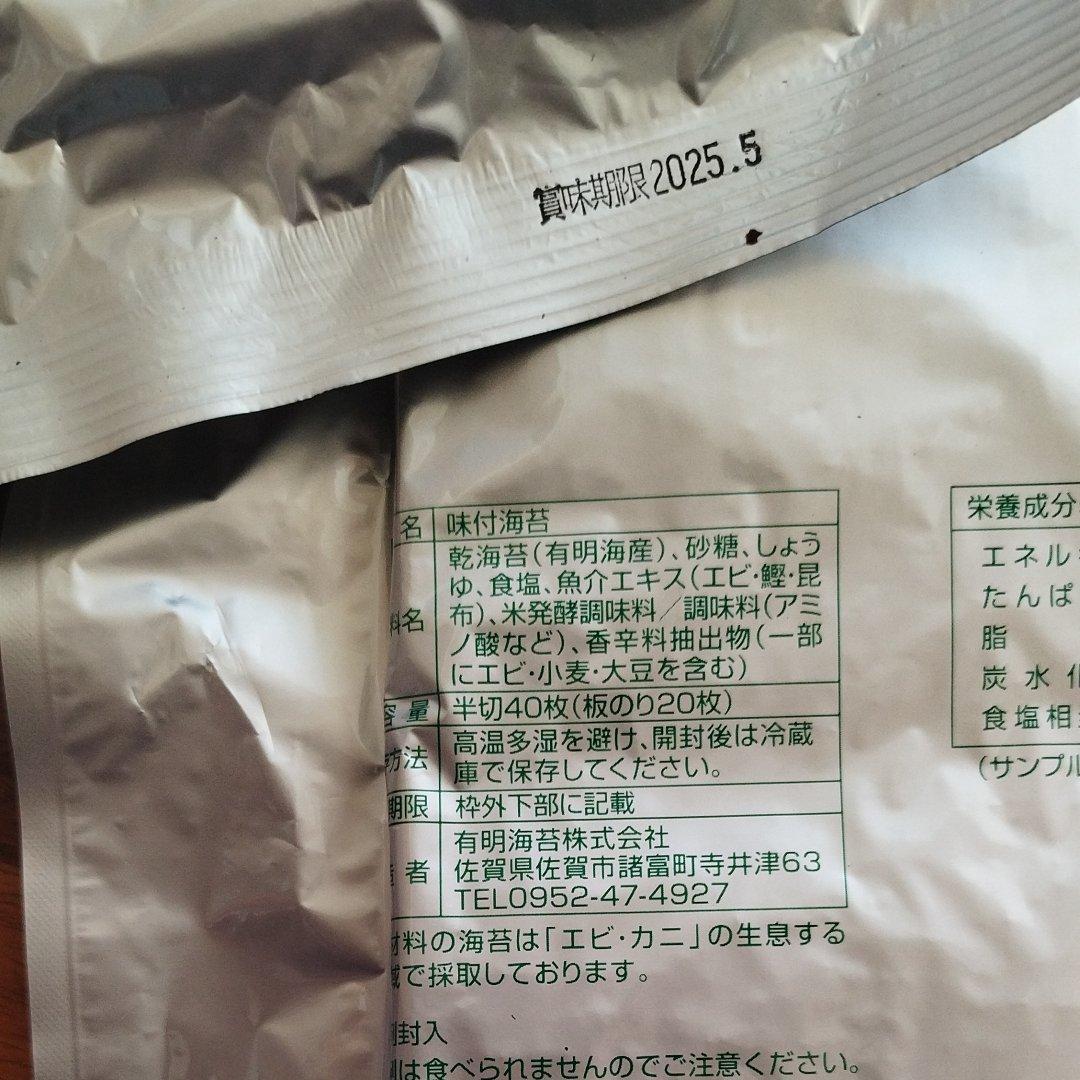 賞味期限2025.5
名 味付海苔
乾海苔(有明海産)、砂糖、しょう
ゆ、食塩、魚介エキス(エビ・鰹・昆
料名 布)、米発酵調味料/調味料(アミ
ノ酸など)、香辛料抽出物(一部
にエビ・小麦・大豆を含む)
容量 半切40枚(板のり20枚)
高温多湿を避け、開封後は冷蔵
方法 庫で保存してください。
期限 枠外下部に記載
有明海苔株式会社
者 佐賀県佐賀市諸富町寺井津63
TEL0952-47-4927
材料の海苔は「エビ・カニ」の生息する
域で採取しております。
封入
は食べられませんのでご注意ください。
栄養成分
エネル
たんぱ
脂
炭水化
食塩相
(サンプル